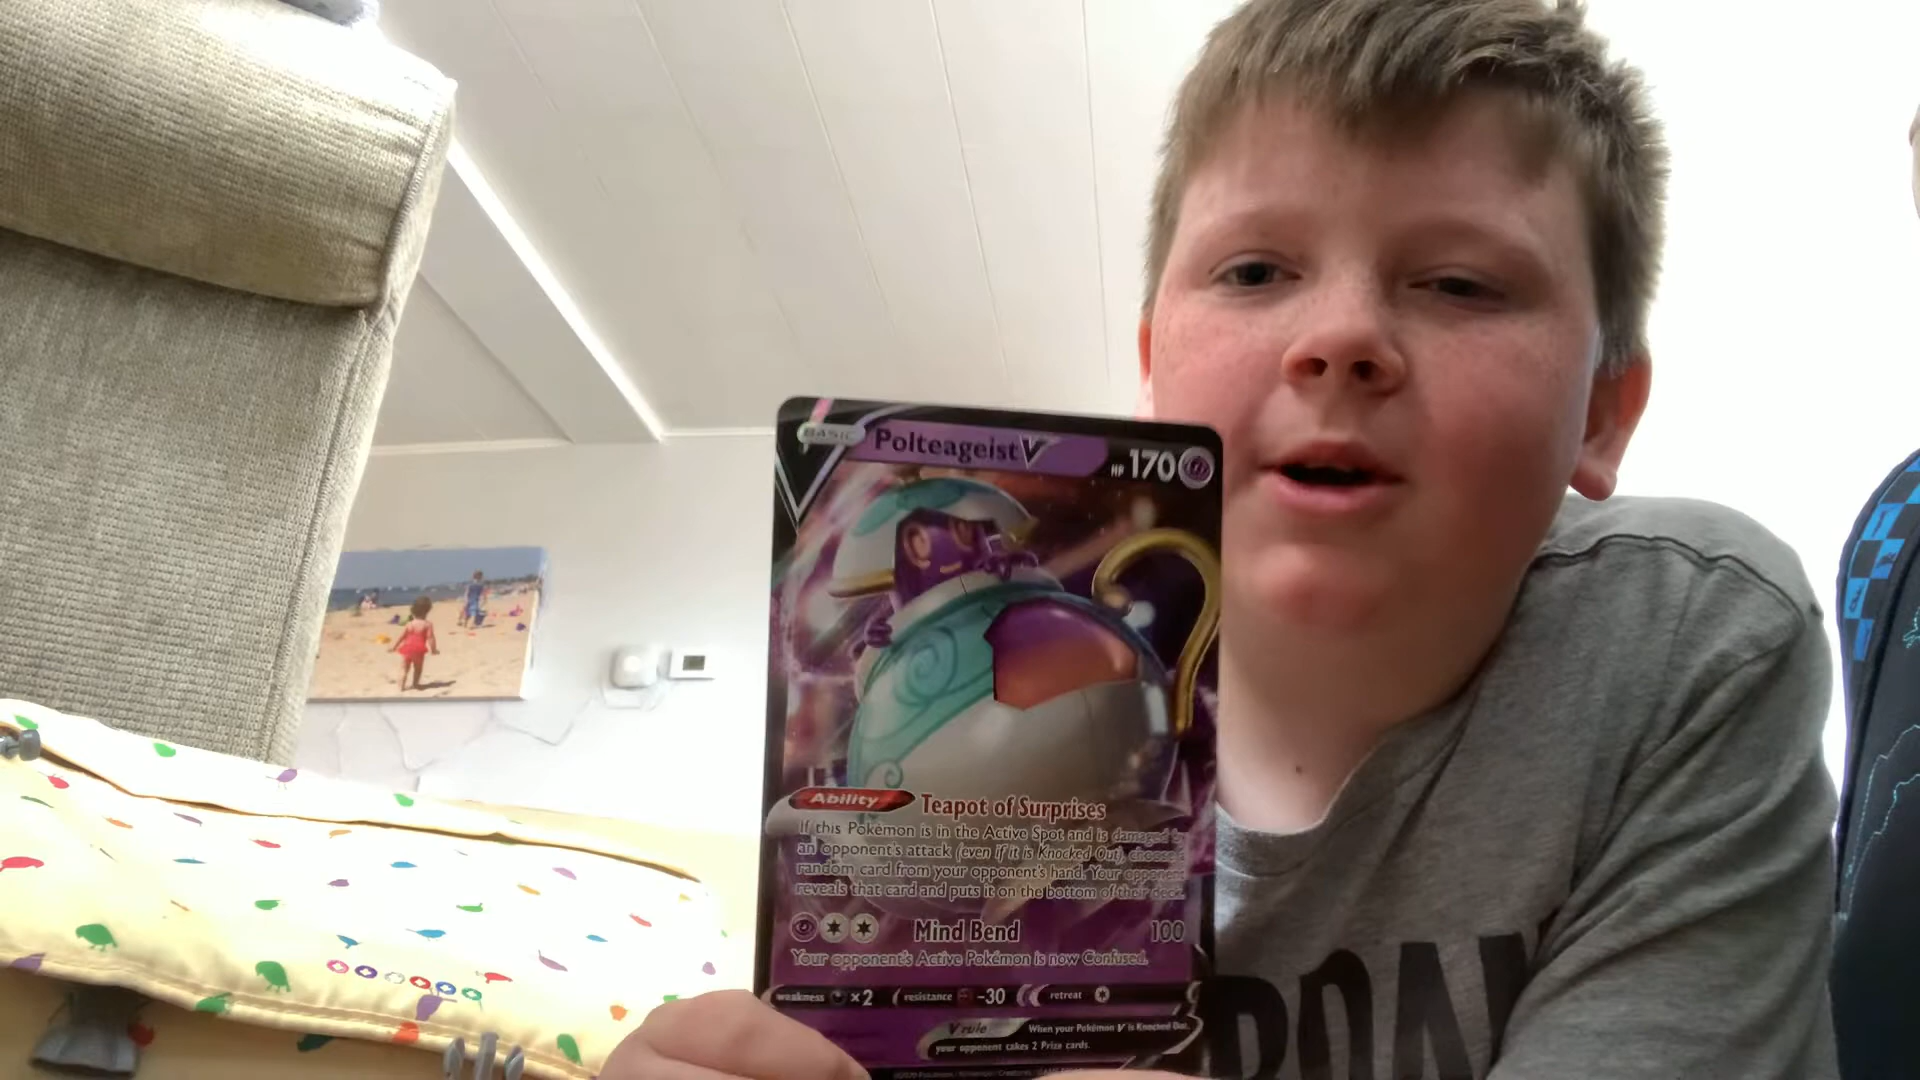 BASIC
Polteageist V
HP 170
Ability Teapot of Surprises
If this Pokémon is in the Active Spot and is damaged by
an opponent's attack (even if it is Knocked Out), choose a
random card from your opponent's hand. Your opponent
reveals that card and puts it on the bottom of their deck.
Mind Bend 100
Your opponent's Active Pokémon is now Confused.
weakness ×2 resistance -30 retreat
V rule When your Pokémon V is Knocked Out,
your opponent takes 2 Prize cards.